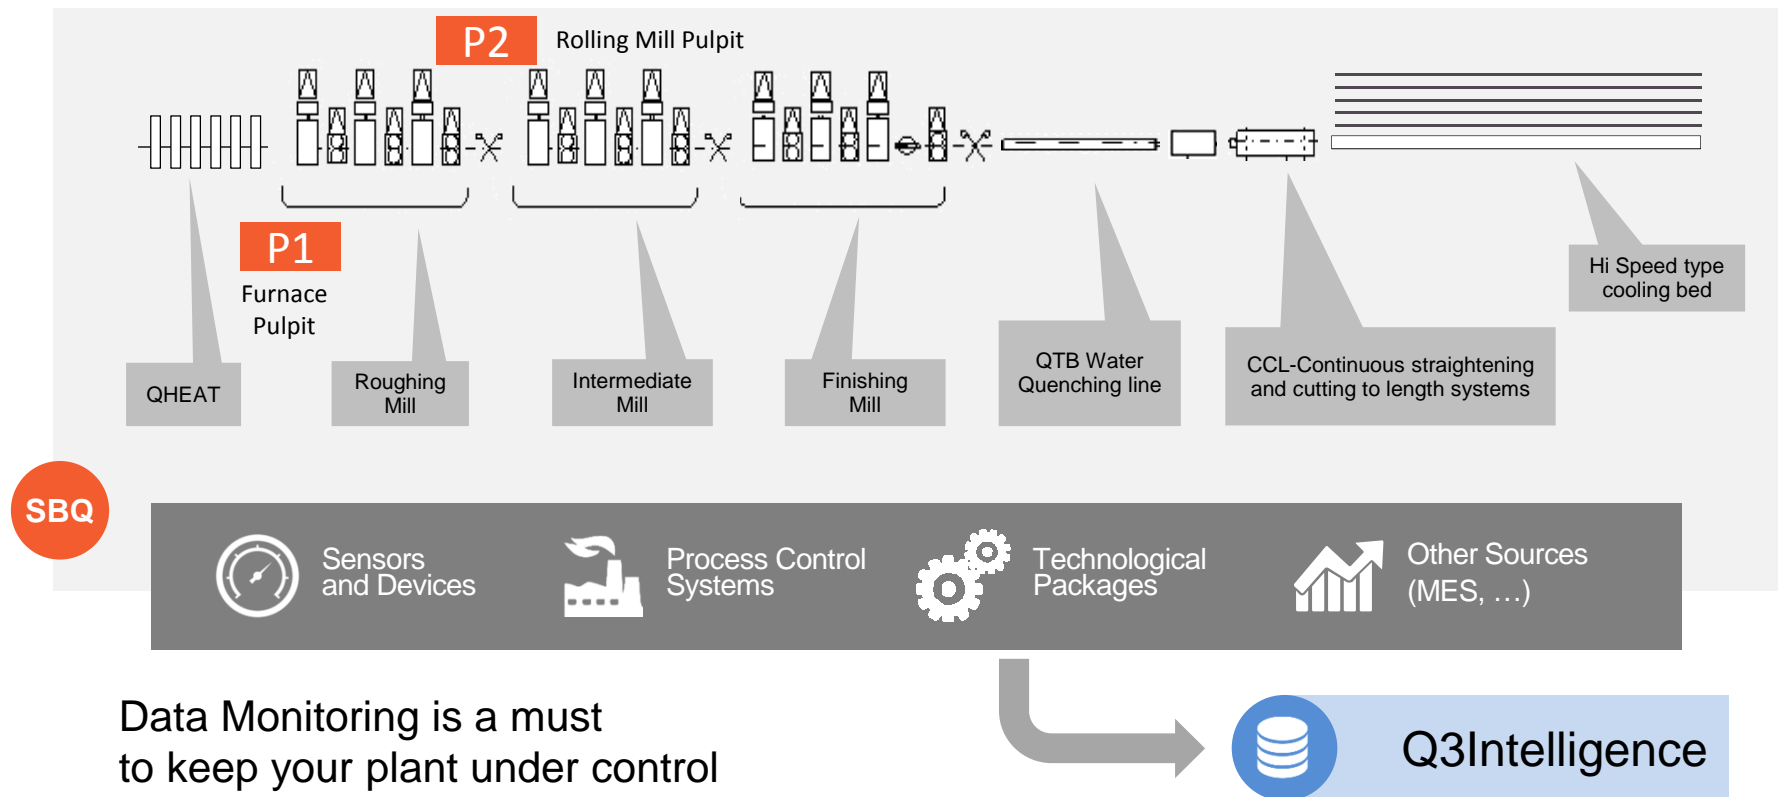 P2
Rolling Mill Pulpit
P1
Furnace
Pulpit
QHEAT
Roughing
Mill
Intermediate
Mill
Finishing
Mill
QTB Water
Quenching line
CCL-Continuous straightening
and cutting to length systems
Hi Speed type
cooling bed
SBQ
Sensors
and Devices
Process Control
Systems
Technological
Packages
Other Sources
(MES, …)
Data Monitoring is a must
to keep your plant under control
Q3Intelligence